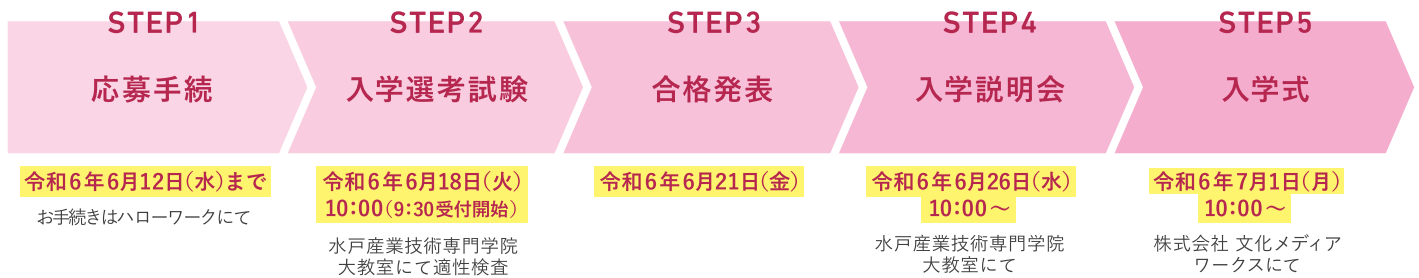 STEP1
応募手続
令和6年6月12日(水)まで
お手続きはハローワークにて
STEP2
入学選考試験
令和6年6月18日(火)
10:00(9:30受付開始)
水戸産業技術専門学院
大教室にて適性検査
STEP3
合格発表
令和6年6月21日(金)
STEP4
入学説明会
令和6年6月26日(水)
10:00〜
水戸産業技術専門学院
大教室にて
STEP5
入学式
令和6年7月1日(月)
10:00〜
株式会社 文化メディア
ワークスにて